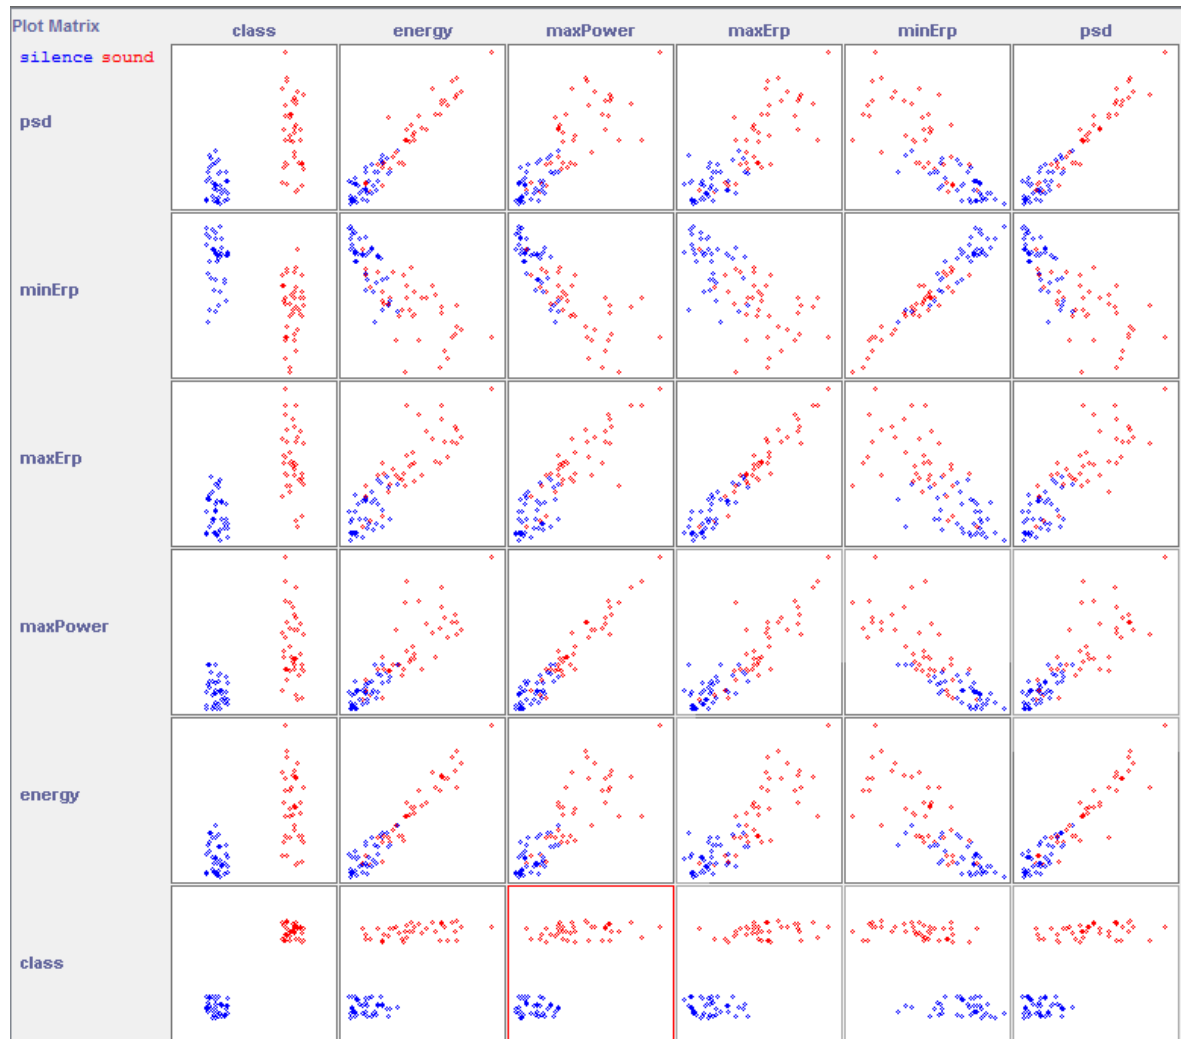 Plot Matrix
class energy maxPower maxErp minErp psd
silence sound
psd
minErp
maxErp
maxPower
energy
class